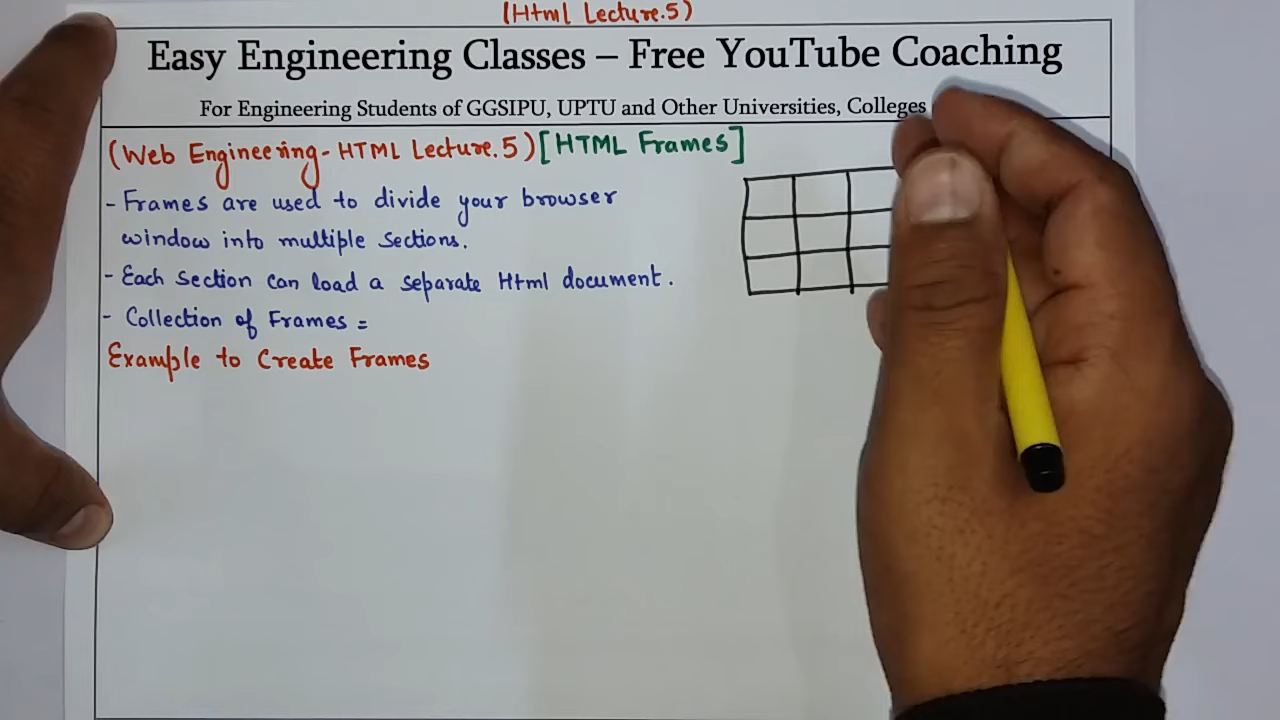 (Html Lecture.5)
Easy Engineering Classes – Free YouTube Coaching
For Engineering Students of GGSIPU, UPTU and Other Universities, Colleges
(Web Engineering - HTML Lecture.5) [HTML Frames]
- Frames are used to divide your browser
window into multiple sections.
- Each section can load a separate Html document.
- Collection of Frames =
Example to Create Frames